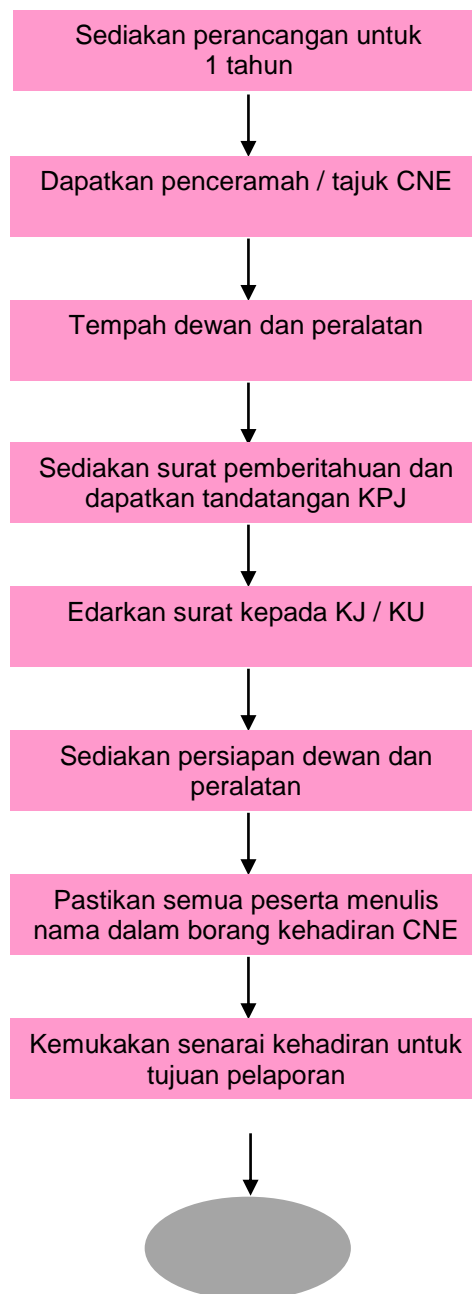 Sediakan perancangan untuk
1 tahun
Dapatkan penceramah / tajuk CNE
Tempah dewan dan peralatan
Sediakan surat pemberitahuan dan
dapatkan tandatangan KPJ
Edarkan surat kepada KJ / KU
Sediakan persiapan dewan dan
peralatan
Pastikan semua peserta menulis
nama dalam borang kehadiran CNE
Kemukakan senarai kehadiran untuk
tujuan pelaporan